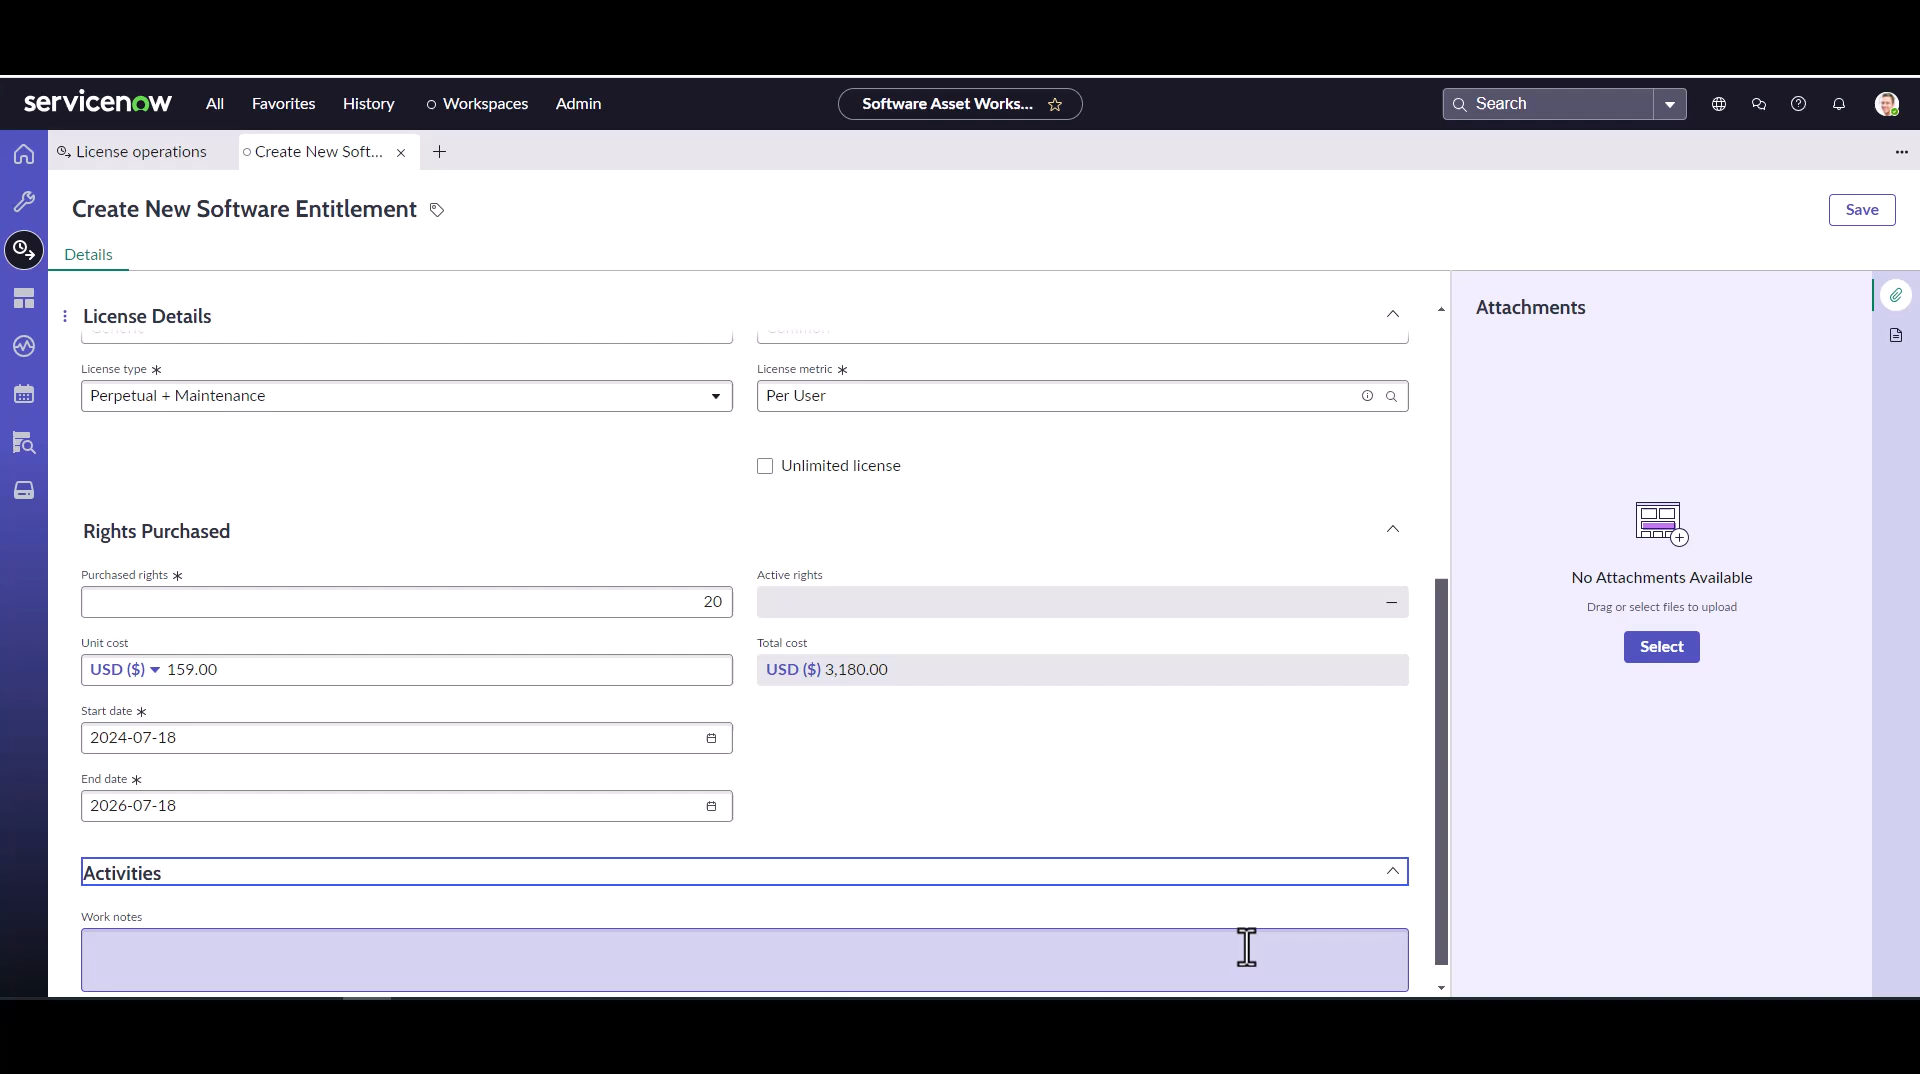 servicenow
All
Favorites
History
Workspaces
Admin
Software Asset Works...
Search
License operations
Create New Soft...
Create New Software Entitlement
Save
Details
License Details
Generic
Common
License type
Perpetual + Maintenance
License metric
Per User
Unlimited license
Rights Purchased
Purchased rights
20
Active rights
Unit cost
USD ($) 159.00
Total cost
USD ($) 3,180.00
Start date
2024-07-18
End date
2026-07-18
Activities
Work notes
Attachments
No Attachments Available
Drag or select files to upload
Select